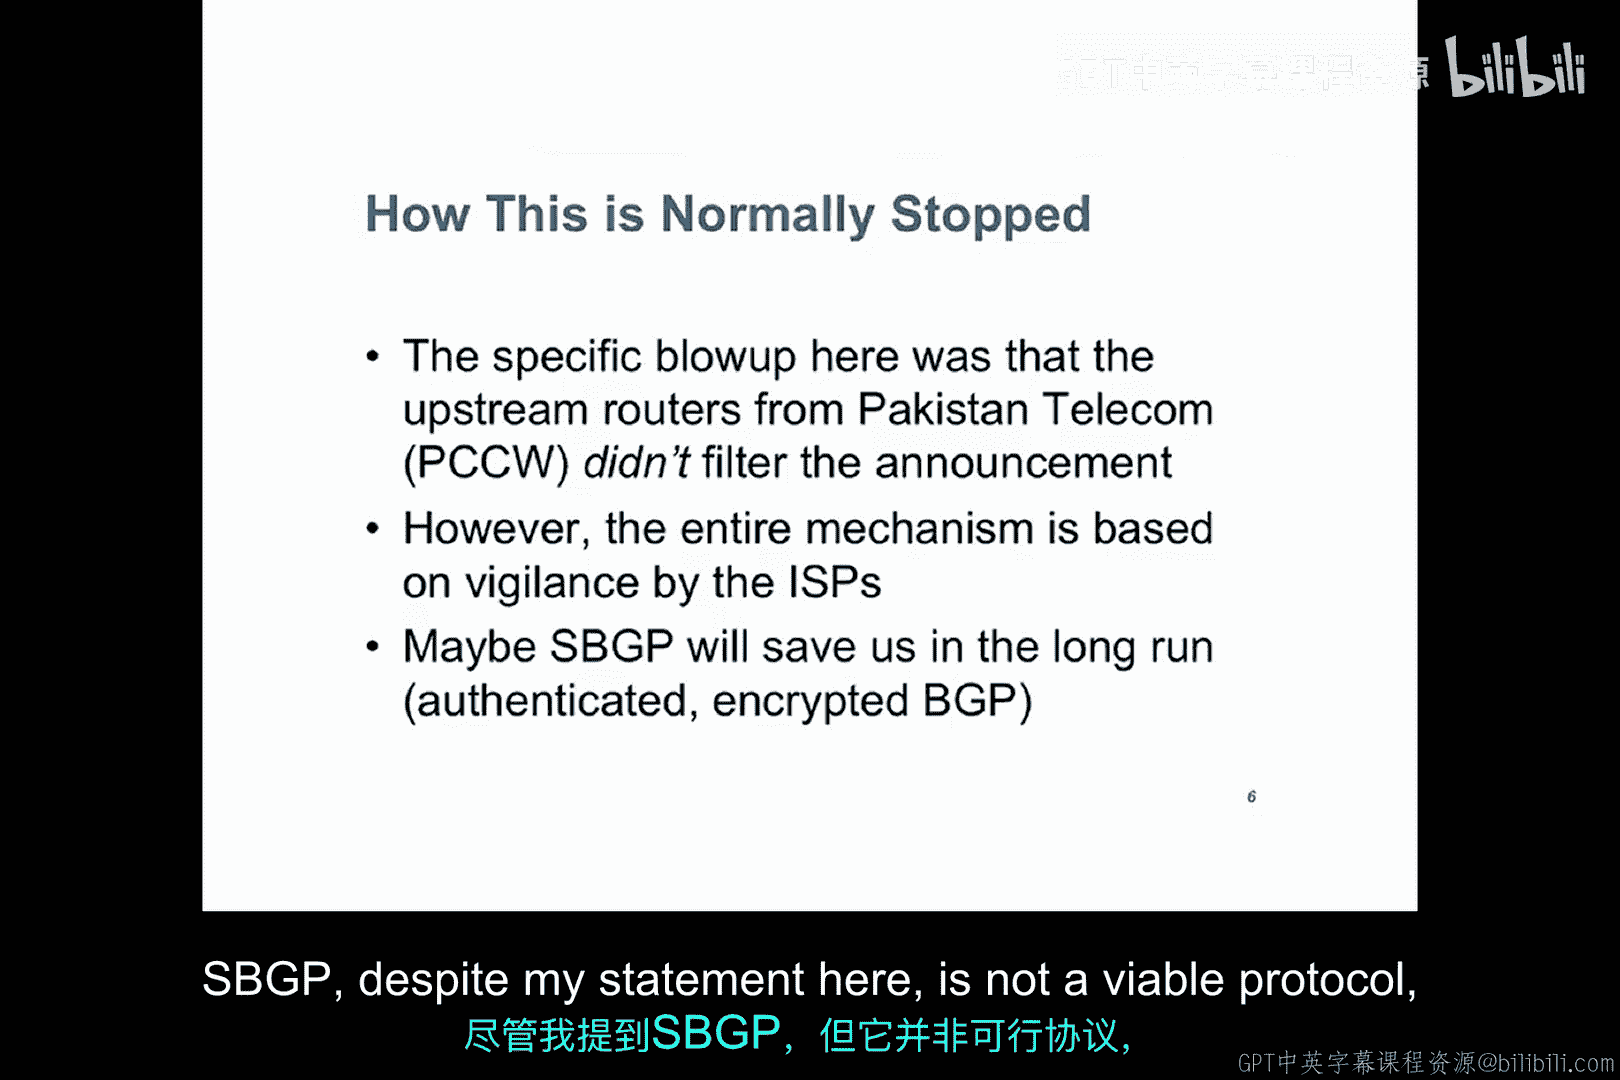 bilibili
How This is Normally Stopped
• The specific blowup here was that the
upstream routers from Pakistan Telecom
(PCCW) didn't filter the announcement
• However, the entire mechanism is based
on vigilance by the ISPs
• Maybe SBGP will save us in the long run
(authenticated, encrypted BGP)
6
SBGP, despite my statement here, is not a viable protocol,
尽管我提到SBGP，但它并非可行协议，
GPT中英字幕课程资源@bilibili.com